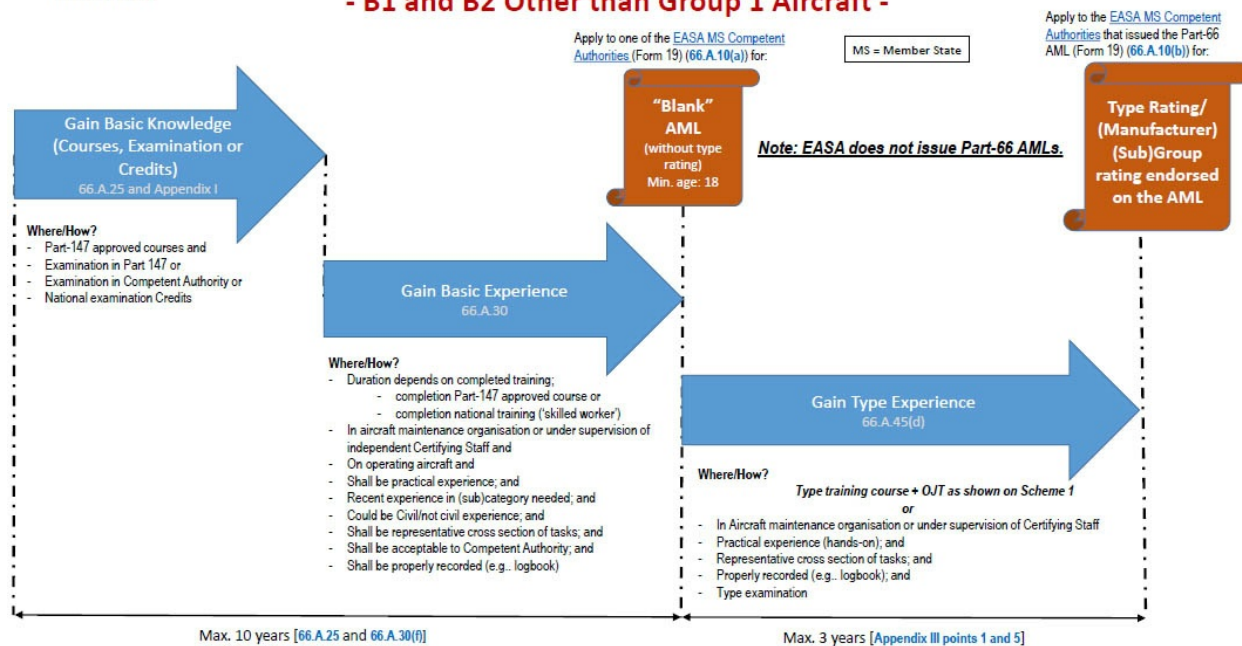 - B1 and B2 Other than Group 1 Aircraft -
Apply to one of the EASA MS Competent
Authorities (Form 19) (66.A.10(a)) for:
MS = Member State
Apply to the EASA MS Competent
Authorities that issued the Part-66
AML (Form 19) (66.A.10(b)) for:
Gain Basic Knowledge
(Courses, Examination or
Credits)
66.A.25 and Appendix I
"Blank"
AML
(without type
rating)
Min. age: 18
Note: EASA does not issue Part-66 AMLs.
Type Rating/
(Manufacturer)
(Sub)Group
rating endorsed
on the AML
Where/How?
- Part-147 approved courses and
- Examination in Part 147 or
- Examination in Competent Authority or
- National examination Credits
Gain Basic Experience
66.A.30
Where/How?
- Duration depends on completed training;
- completion Part-147 approved course or
- completion national training ('skilled worker')
- In aircraft maintenance organisation or under supervision of
independent Certifying Staff and
- On operating aircraft and
- Shall be practical experience; and
- Recent experience in (sub)category needed; and
- Could be Civil/not civil experience; and
- Shall be representative cross section of tasks; and
- Shall be acceptable to Competent Authority; and
- Shall be properly recorded (e.g.. logbook)
Gain Type Experience
66.A.45(d)
Where/How?
Type training course + OJT as shown on Scheme 1
or
- In Aircraft maintenance organisation or under supervision of Certifying Staff
- Practical experience (hands-on); and
- Representative cross section of tasks; and
- Properly recorded (e.g.. logbook); and
- Type examination
Max. 10 years [66.A.25 and 66.A.30(f)]
Max. 3 years [Appendix III points 1 and 5]